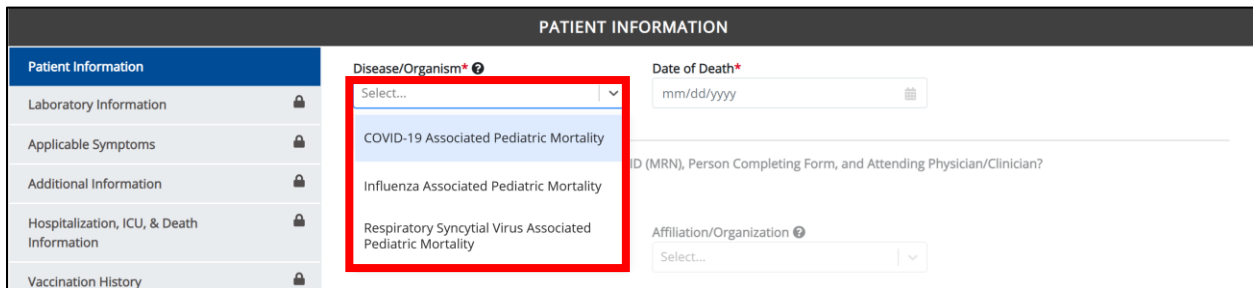 PATIENT INFORMATION
Patient Information
Laboratory Information
Applicable Symptoms
Additional Information
Hospitalization, ICU, & Death
Information
Vaccination History
Disease/Organism*
Select...
COVID-19 Associated Pediatric Mortality
Influenza Associated Pediatric Mortality
Respiratory Syncytial Virus Associated
Pediatric Mortality
Date of Death*
mm/dd/yyyy
ID (MRN), Person Completing Form, and Attending Physician/Clinician?
Affiliation/Organization
Select...